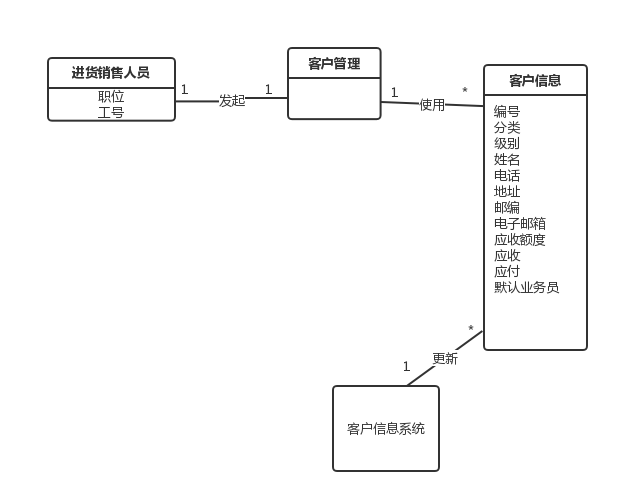 进货销售人员
职位
工号
1
发起
1
客户管理
1
使用
*
客户信息
编号
分类
级别
姓名
电话
地址
邮编
电子邮箱
应收额度
应收
应付
默认业务员
*
更新
1
客户信息系统